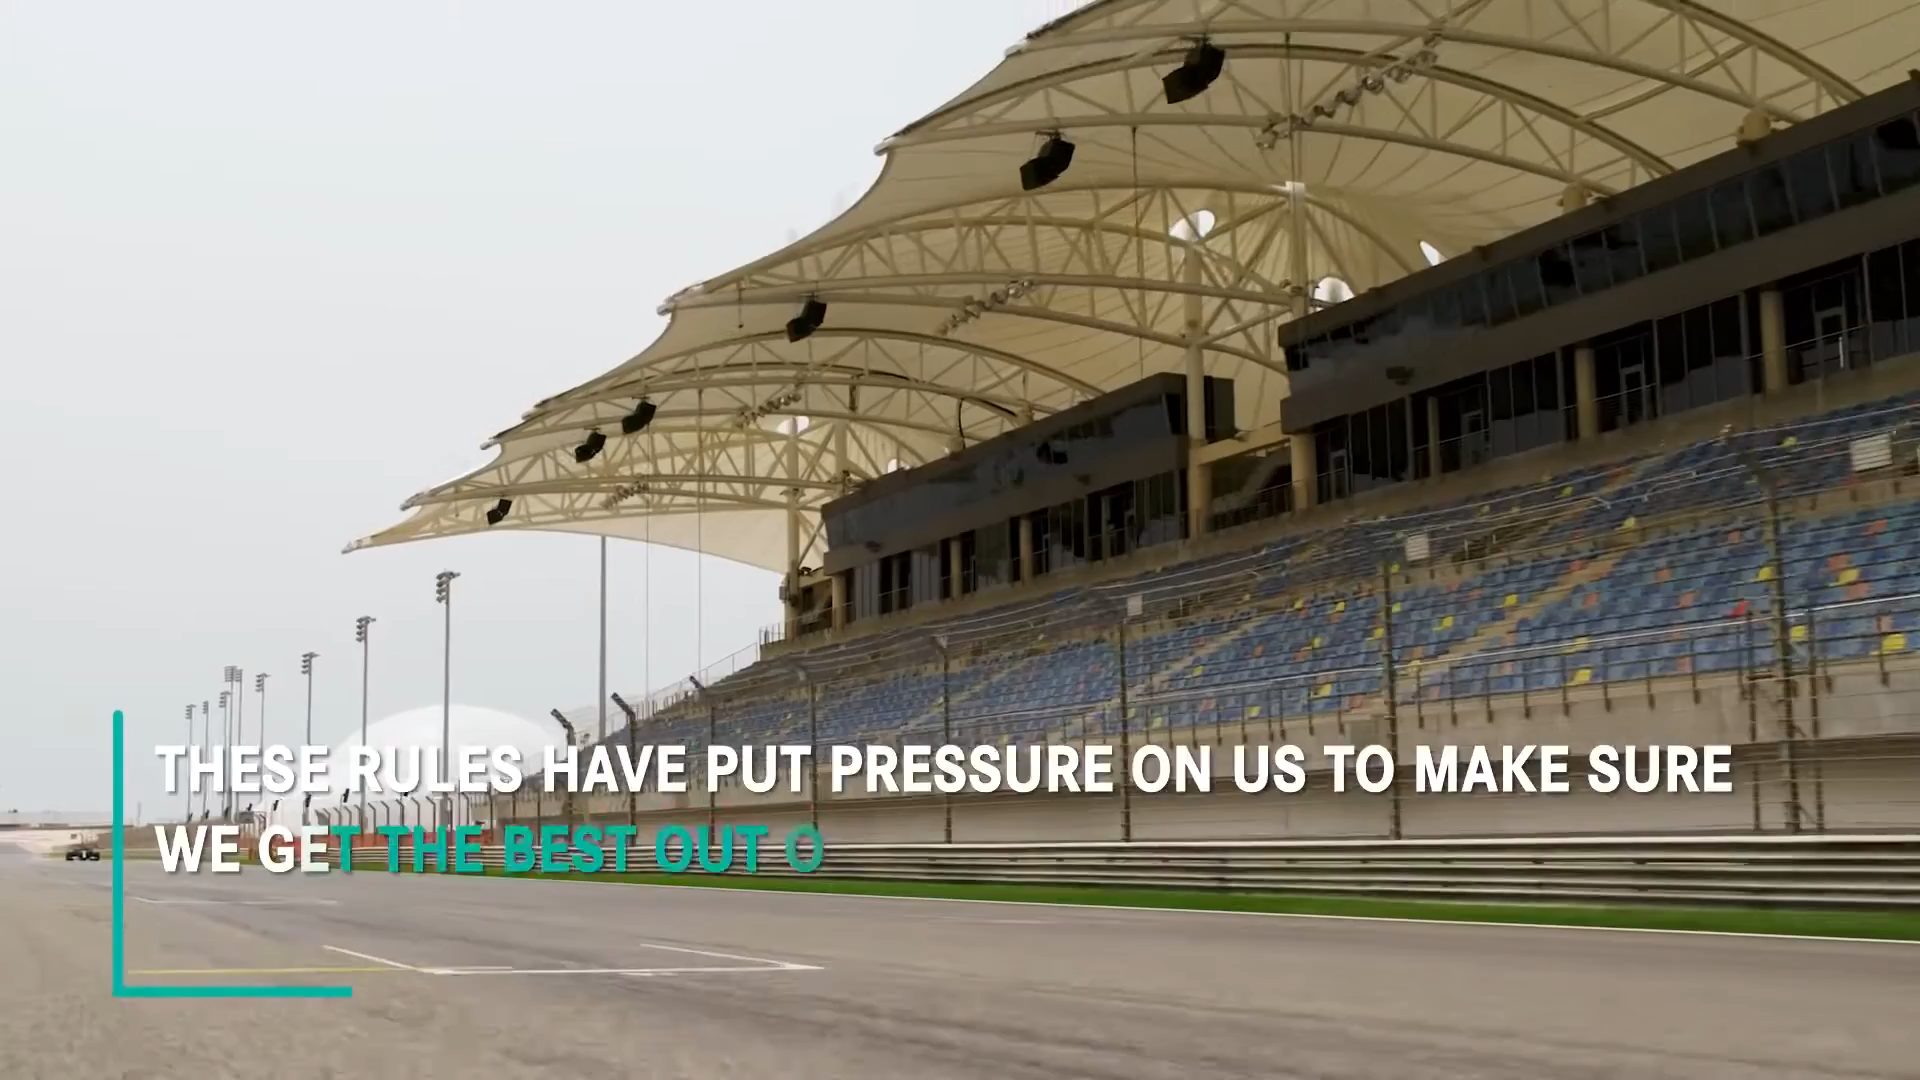 THESE RULES HAVE PUT PRESSURE ON US TO MAKE SURE
WE GET THE BEST OUT O